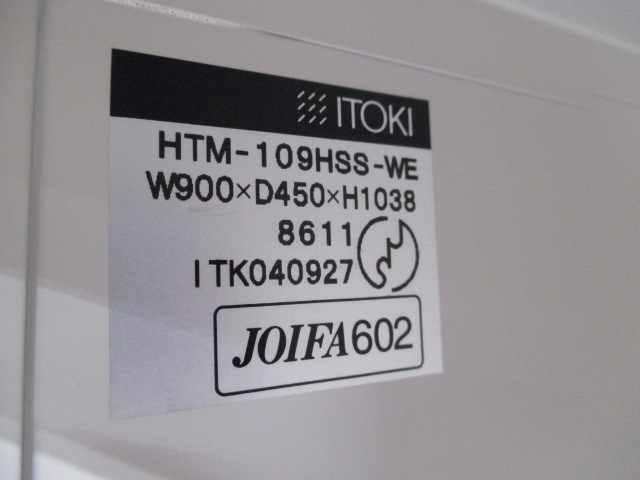 ITOKI
HTM-109HSS-WE
W900×D450×H1038
8611
ITK040927
JOIFA602